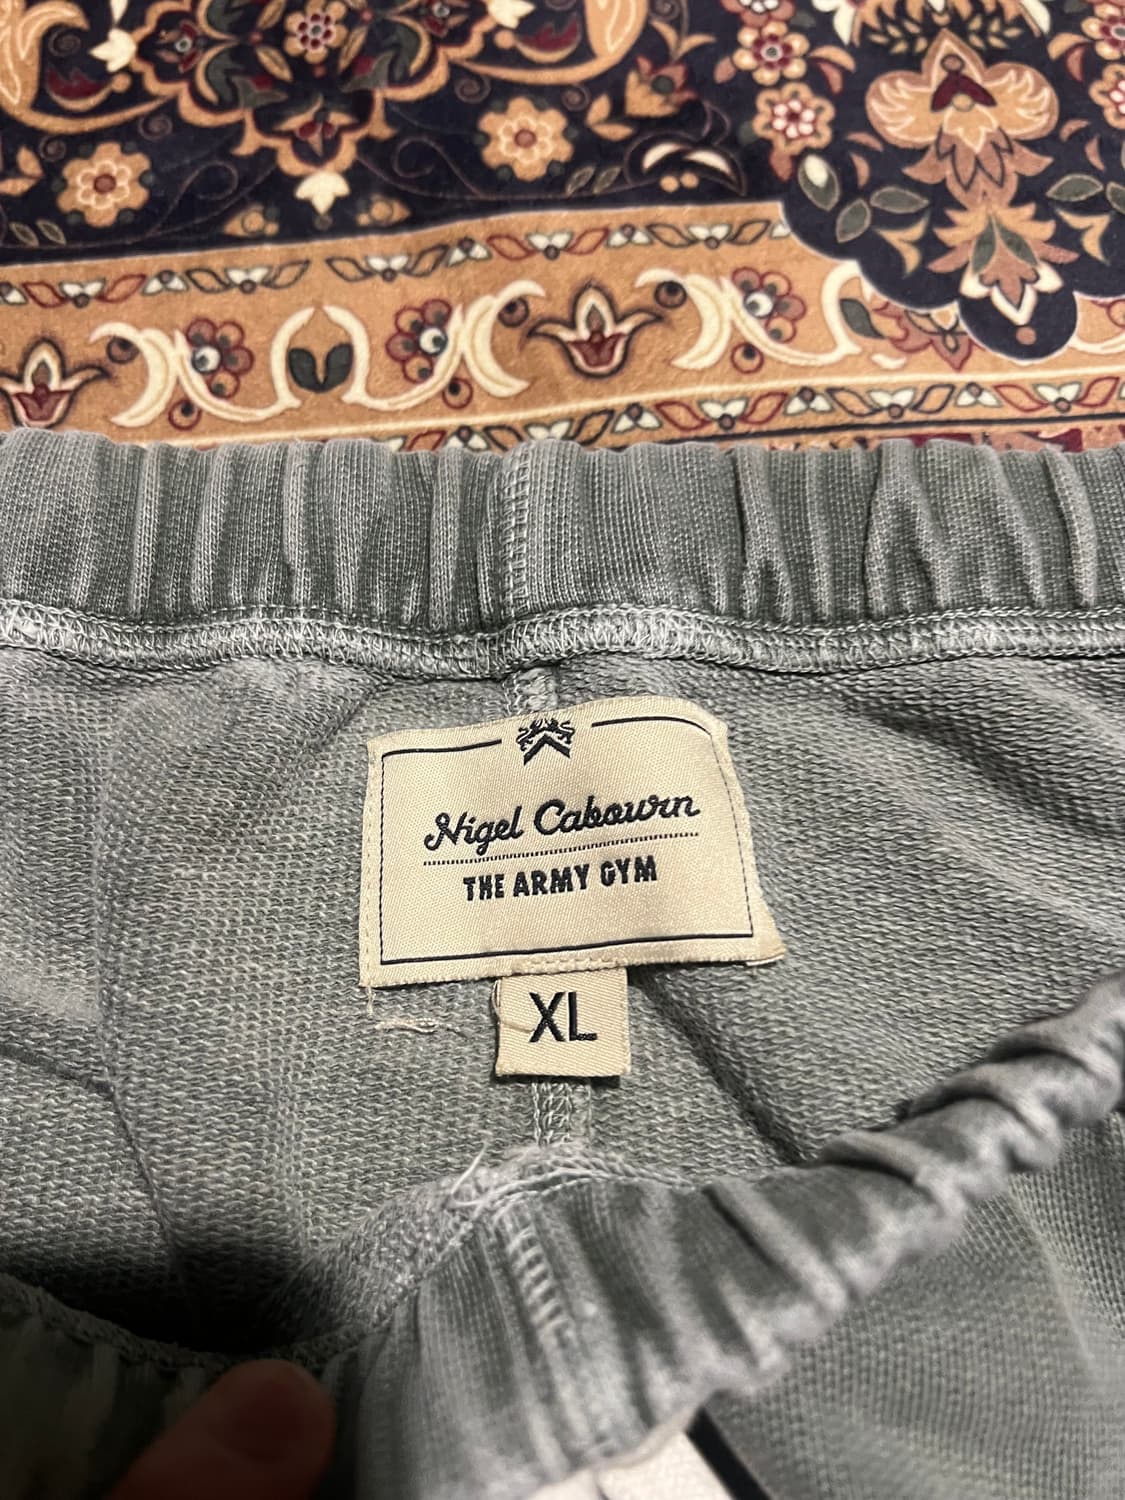 Nigel Cabourn
THE ARMY GYM
XL